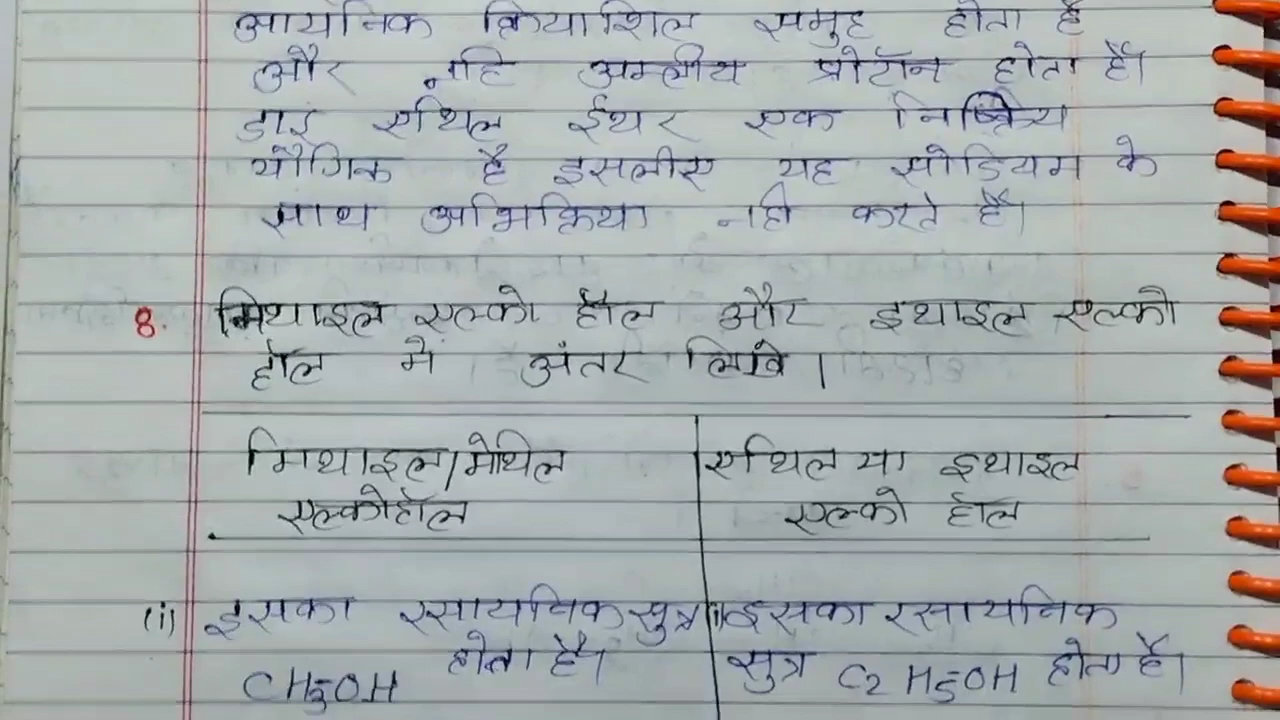 आयनिक क्रियाशिल समुह होता है
और नहि अम्लीय प्रोटॉन होता है।
डाइ एथिल ईथर एक निष्क्रिय
यौगिक है इसलीए यह सोडियम के
साथ अभिक्रिया नही करते है।
8. मिथाइल एल्को हॉल और इथाइल एल्को
हॉल मे अंतर लिखे।
मिथाइल/मेथिल एथिल या इथाइल
एल्कोहॉल एल्को हॉल
(i) इसका रसायनिक सुत्र (i) इसका रसायनिक
होता है। सुत्र C2H5OH होता है।
CH3OH